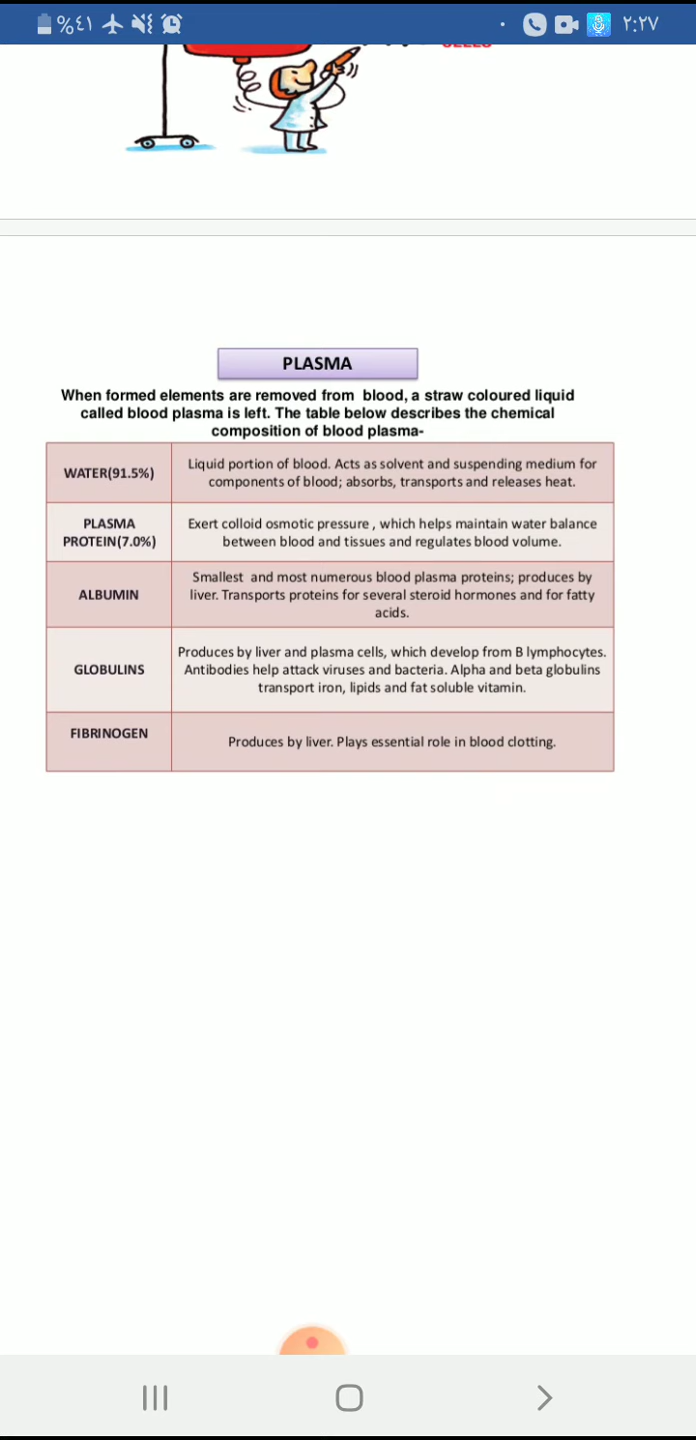 %٤١
٢:٢٧
PLASMA
When formed elements are removed from blood, a straw coloured liquid
called blood plasma is left. The table below describes the chemical
composition of blood plasma-
WATER(91.5%)
Liquid portion of blood. Acts as solvent and suspending medium for
components of blood; absorbs, transports and releases heat.
PLASMA
PROTEIN(7.0%)
Exert colloid osmotic pressure , which helps maintain water balance
between blood and tissues and regulates blood volume.
ALBUMIN
Smallest and most numerous blood plasma proteins; produces by
liver. Transports proteins for several steroid hormones and for fatty
acids.
GLOBULINS
Produces by liver and plasma cells, which develop from B lymphocytes.
Antibodies help attack viruses and bacteria. Alpha and beta globulins
transport iron, lipids and fat soluble vitamin.
FIBRINOGEN
Produces by liver. Plays essential role in blood clotting.